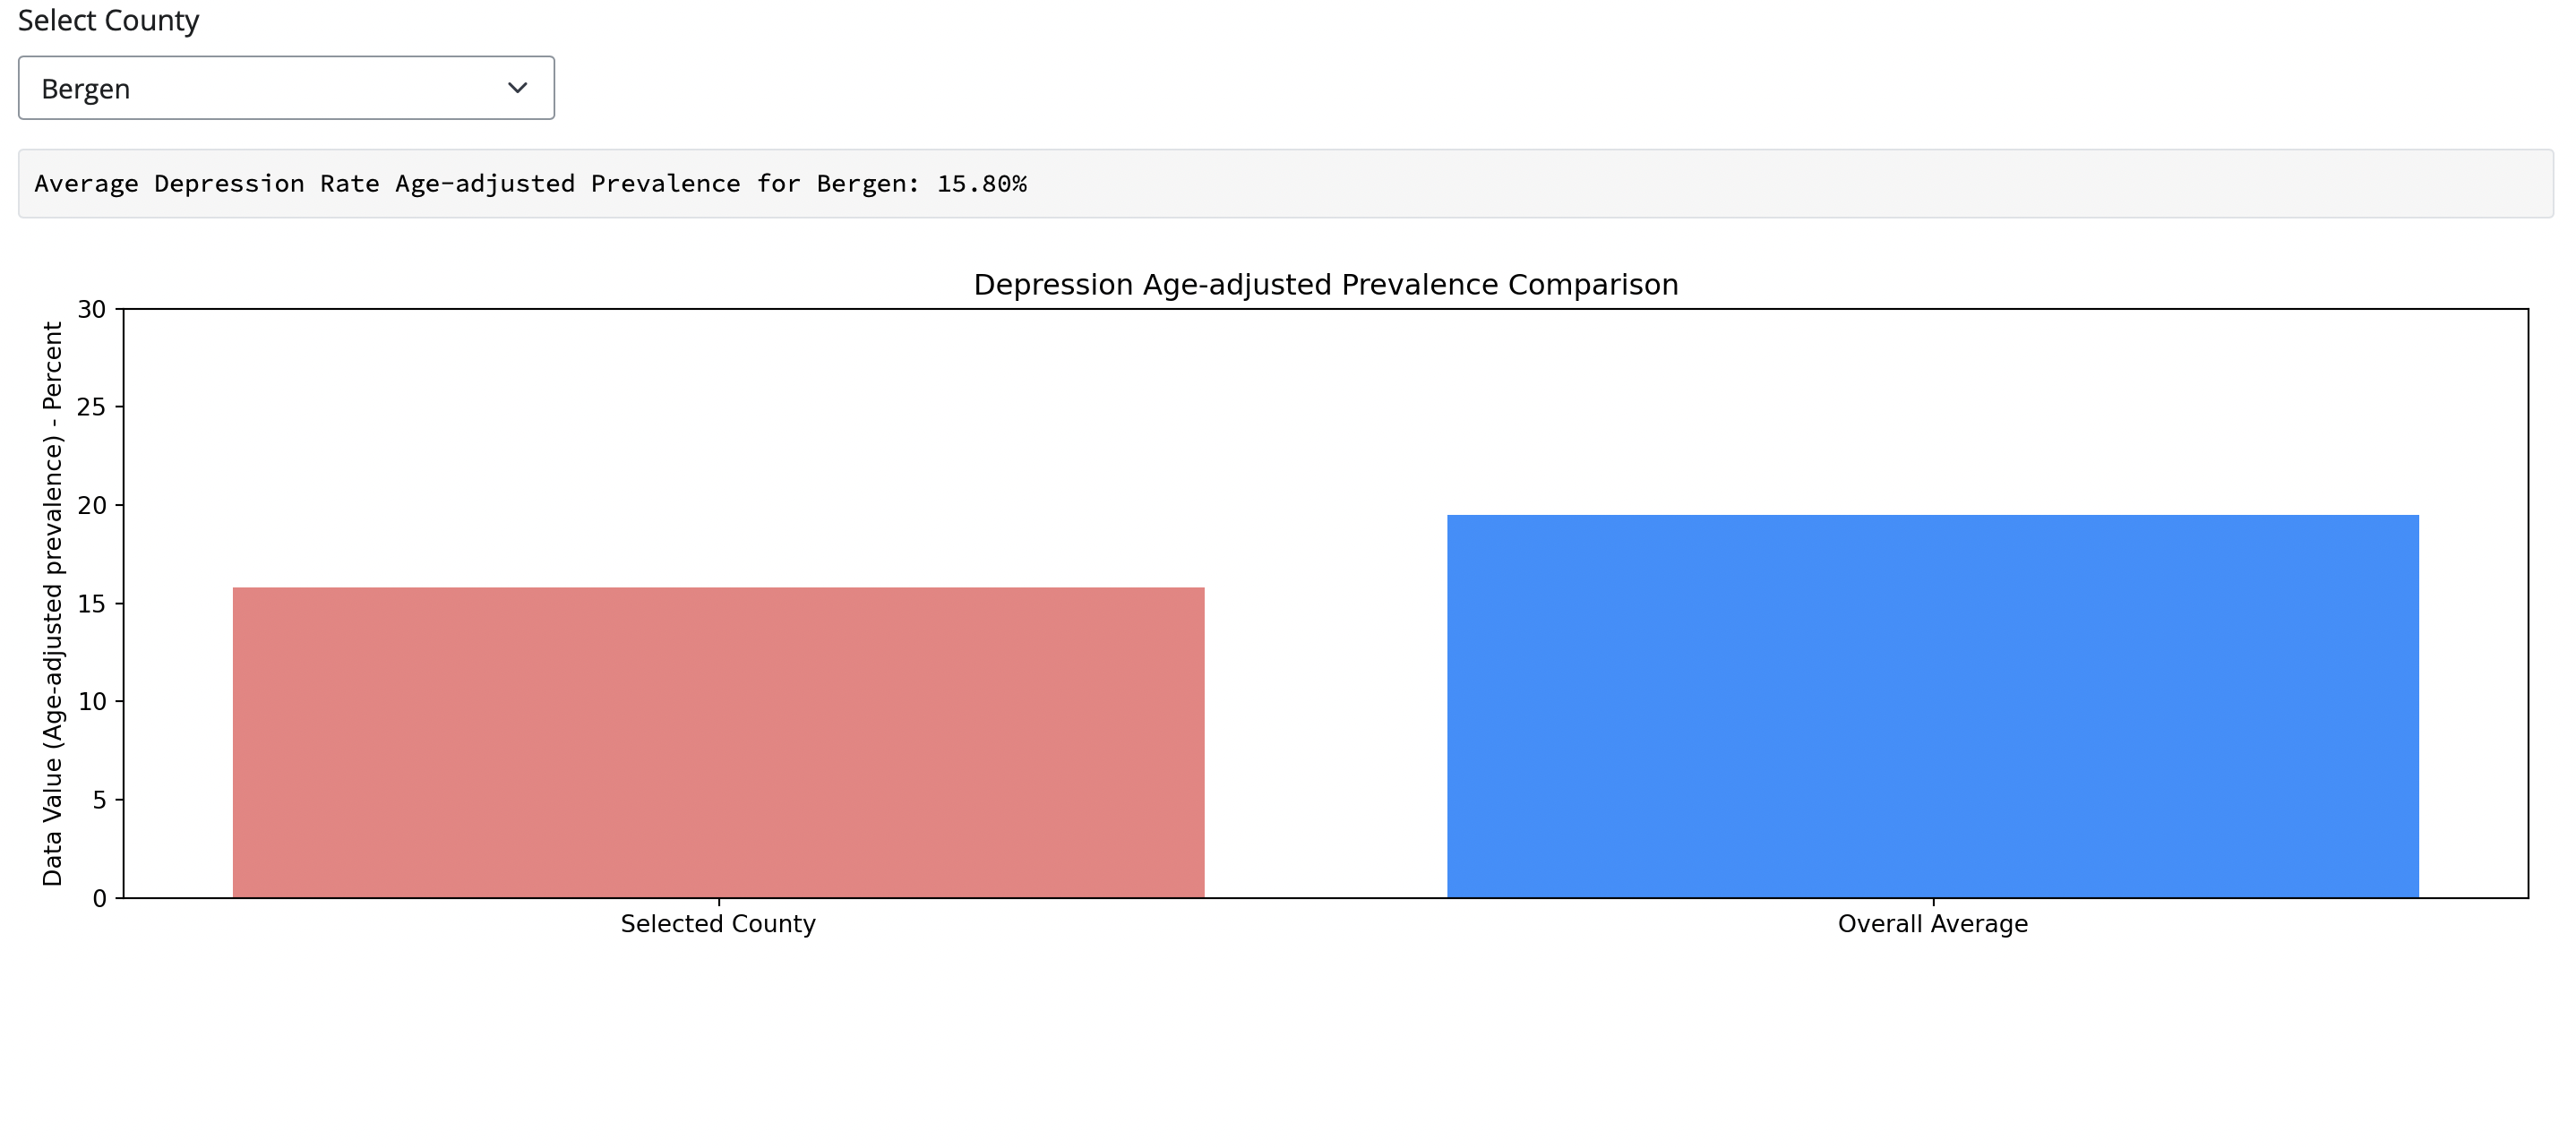 Select County
Bergen
Average Depression Rate Age-adjusted Prevalence for Bergen: 15.80%
Depression Age-adjusted Prevalence Comparison
Data Value (Age-adjusted prevalence) - Percent
30
25
20
15
10
5
0
Selected County
Overall Average